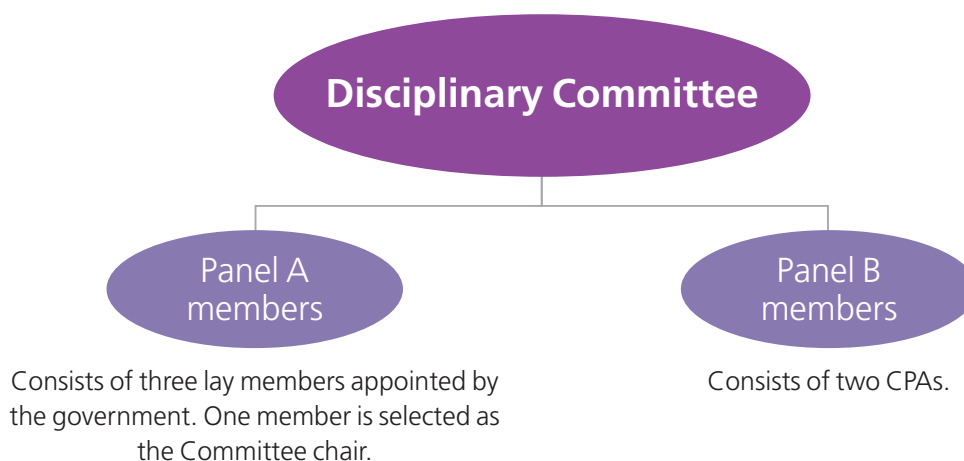 Disciplinary Committee
Panel A
members
Consists of three lay members appointed by
the government. One member is selected as
the Committee chair.
Panel B
members
Consists of two CPAs.